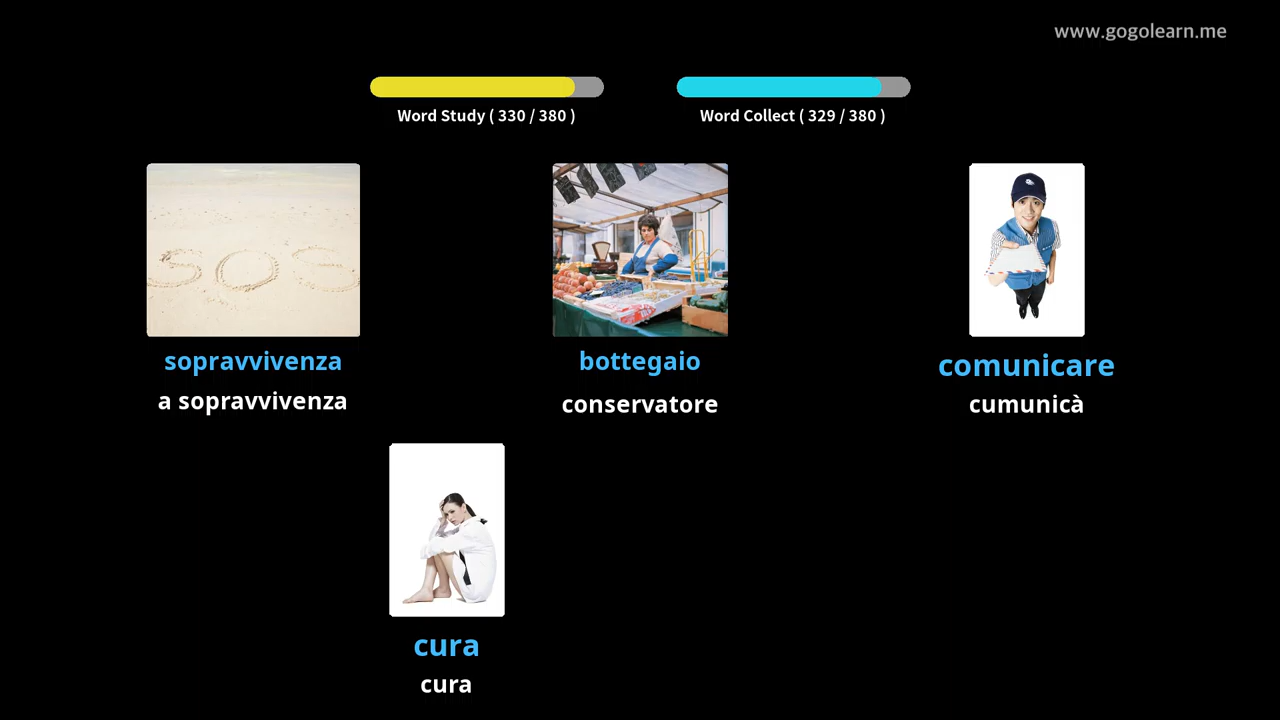 www.gogolearn.me
Word Study ( 330 / 380 )
Word Collect ( 329 / 380 )
SOS
sopravvivenza
a sopravvivenza
bottegaio
conservatore
comunicare
cumunicà
cura
cura